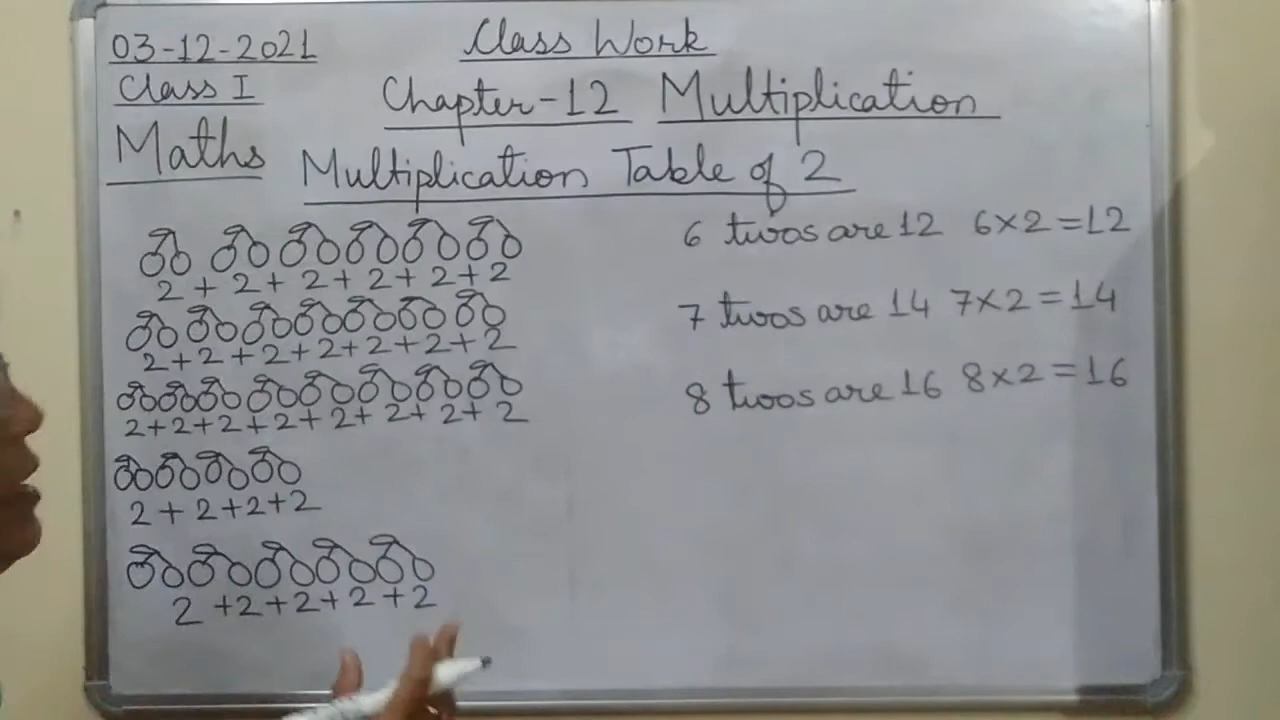 03-12-2021 Class Work
Class I Chapter-12 Multiplication
Maths Multiplication Table of 2
2 + 2 + 2 + 2 + 2 + 2 6 twos are 12 6×2=12
2+2+2+2+2+2+2 7 twos are 14 7×2=14
2+2+2+2+2+2+2+2 8 twos are 16 8×2=16
2+2+2+2
2+2+2+2+2